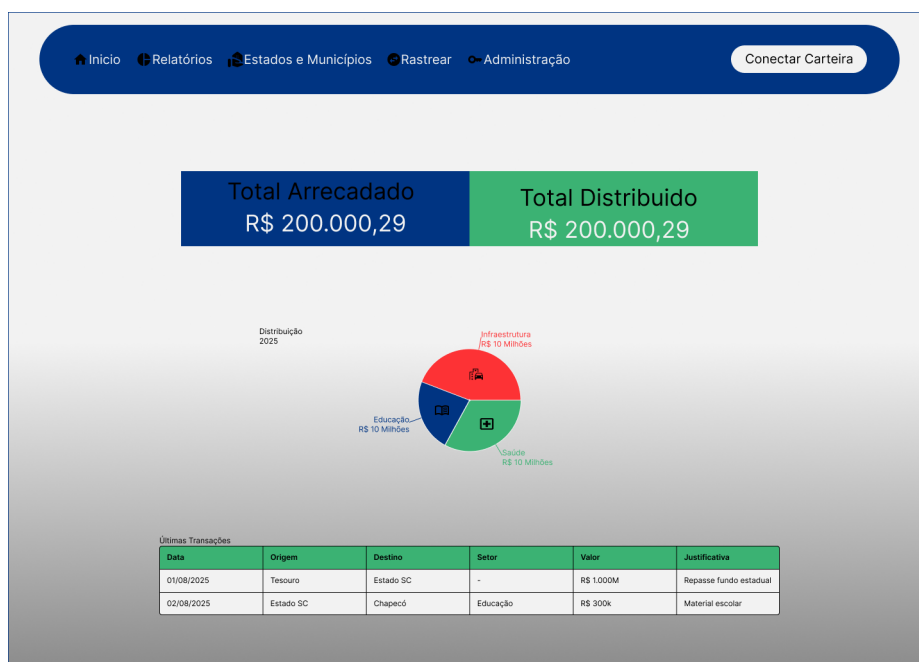 Inicio Relatórios Estados e Municípios Rastrear Administração Conectar Carteira
Total Arrecadado
R$ 200.000,29
Total Distribuido
R$ 200.000,29
Distribuição
2025
Infraestrutura
R$ 10 Milhões
Educação
R$ 10 Milhões
Saúde
R$ 10 Milhões
Últimas Transações
Data Origem Destino Setor Valor Justificativa
01/08/2025 Tesouro Estado SC - R$ 1.000M Repasse fundo estadual
02/08/2025 Estado SC Chapecó Educação R$ 300k Material escolar